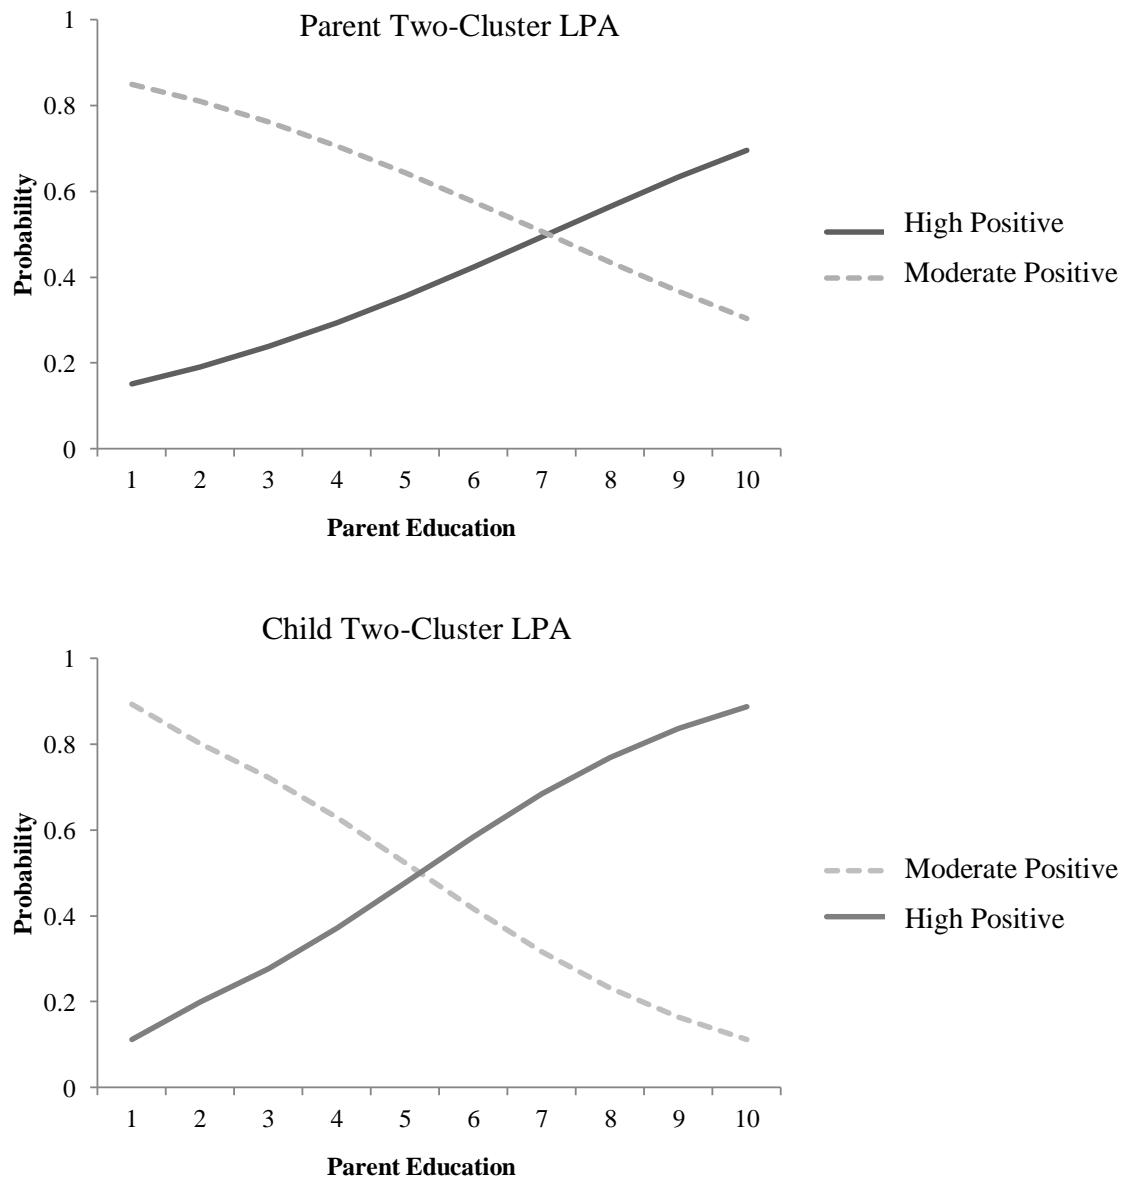 Parent Two-Cluster LPA
1
0.8
0.6
0.4
0.2
0
Probability
1 2 3 4 5 6 7 8 9 10
Parent Education
High Positive
Moderate Positive
Child Two-Cluster LPA
1
0.8
0.6
0.4
0.2
0
Probability
1 2 3 4 5 6 7 8 9 10
Parent Education
Moderate Positive
High Positive